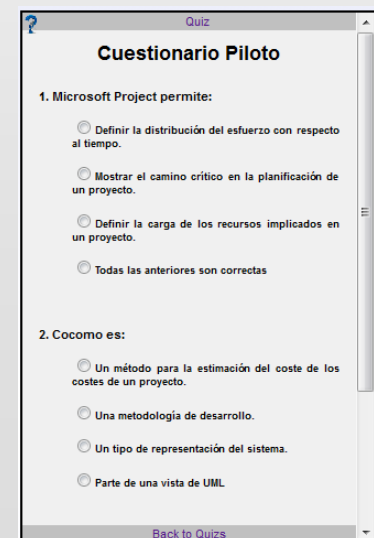 Quiz
Cuestionario Piloto
1. Microsoft Project permite:
Definir la distribución del esfuerzo con respecto
al tiempo.
Mostrar el camino crítico en la planificación de
un proyecto.
Definir la carga de los recursos implicados en
un proyecto.
Todas las anteriores son correctas
2. Cocomo es:
Un método para la estimación del coste de los
costes de un proyecto.
Una metodología de desarrollo.
Un tipo de representación del sistema.
Parte de una vista de UML
Back to Quizs